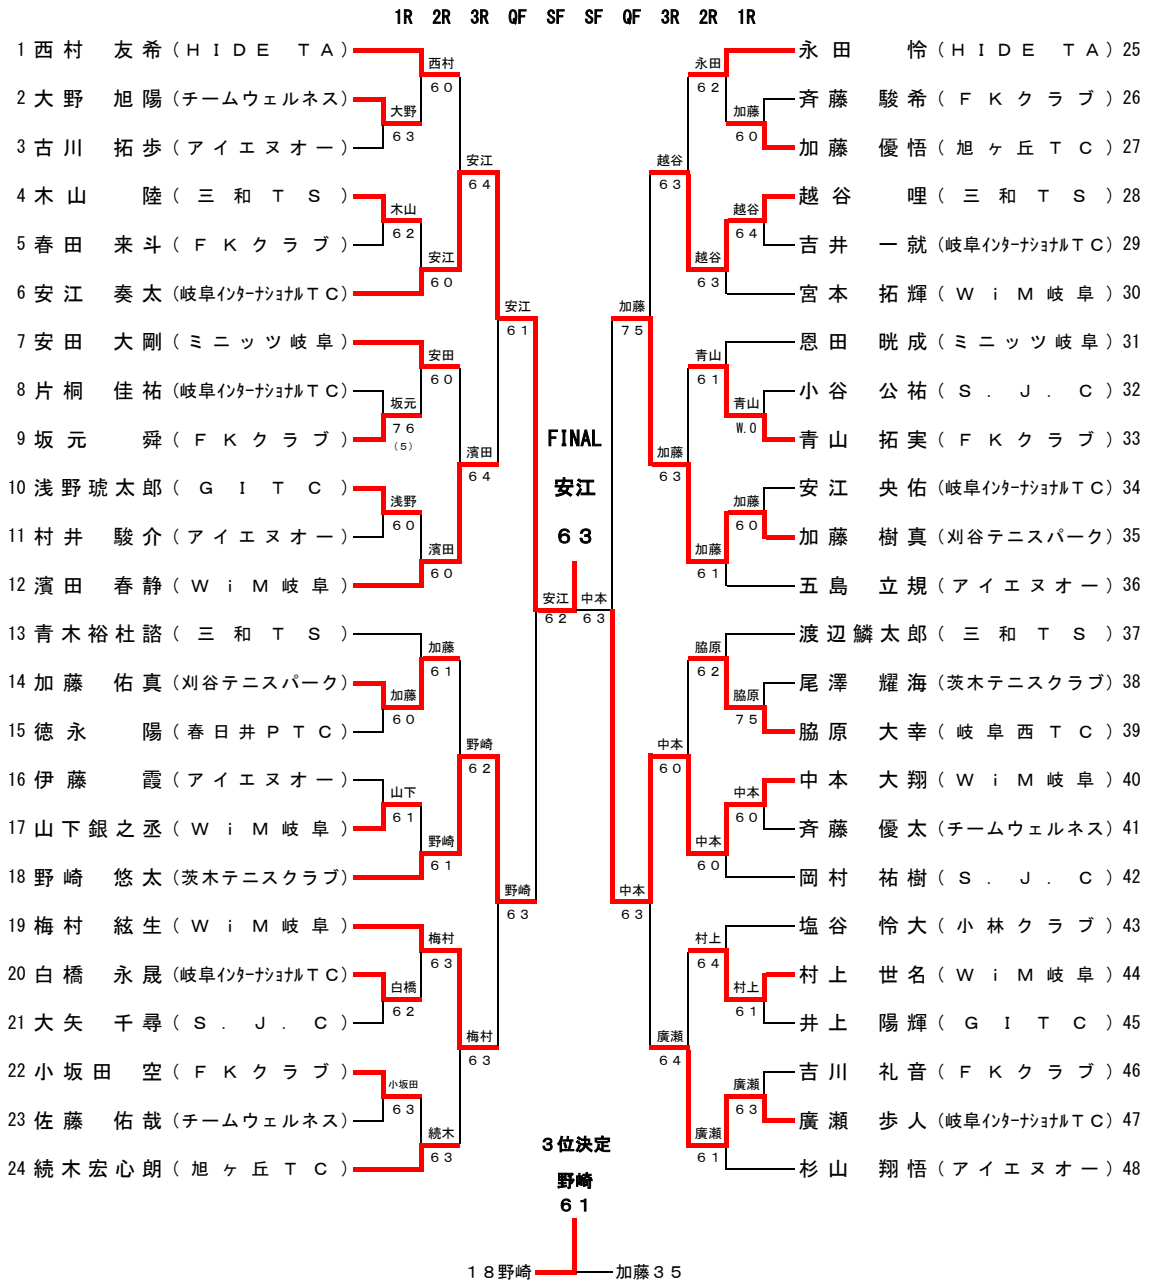 1R 2R 3R QF SF SF QF 3R 2R 1R
1 西村 友希 (HIDE TA)
2 大野 旭陽 (チームウェルネス)
3 古川 拓歩 (アイエヌオー)
4 木山 陸 (三和TS)
5 春田 来斗 (FKクラブ)
6 安江 奏太 (岐阜インターナショナルTC)
7 安田 大剛 (ミニッツ岐阜)
8 片桐 佳祐 (岐阜インターナショナルTC)
9 坂元 舜 (FKクラブ)
10 浅野琥太郎 (GITC)
11 村井 駿介 (アイエヌオー)
12 濱田 春静 (WiM岐阜)
13 青木裕杜諮 (三和TS)
14 加藤 佑真 (刈谷テニスパーク)
15 徳永 陽 (春日井PTC)
16 伊藤 霞 (アイエヌオー)
17 山下銀之丞 (WiM岐阜)
18 野崎 悠太 (茨木テニスクラブ)
19 梅村 絃生 (WiM岐阜)
20 白橋 永晟 (岐阜インターナショナルTC)
21 大矢 千尋 (S.J.C)
22 小坂田 空 (FKクラブ)
23 佐藤 佑哉 (チームウェルネス)
24 続木宏心朗 (旭ヶ丘TC)
大野
63
木山
62
坂元
76
(5)
浅野
60
加藤
60
山下
61
白橋
62
小坂田
63
西村
60
安江
60
安田
60
濱田
60
加藤
61
野崎
61
梅村
63
続木
63
安江
64
濱田
64
野崎
62
梅村
63
安江
61
野崎
63
安江
62
FINAL
安江
63
中本
63
加藤
75
中本
63
越谷
63
加藤
63
中本
60
廣瀬
64
永田
62
越谷
63
青山
61
加藤
61
脇原
62
中本
60
村上
64
廣瀬
61
加藤
60
越谷
64
青山
W.O
加藤
60
脇原
75
中本
60
村上
61
廣瀬
63
永田 怜 (HIDE TA) 25
斉藤 駿希 (FKクラブ) 26
加藤 優悟 (旭ヶ丘TC) 27
越谷 哩 (三和TS) 28
吉井 一就 (岐阜インターナショナルTC) 29
宮本 拓輝 (WiM岐阜) 30
恩田 晄成 (ミニッツ岐阜) 31
小谷 公祐 (S.J.C) 32
青山 拓実 (FKクラブ) 33
安江 央佑 (岐阜インターナショナルTC) 34
加藤 樹真 (刈谷テニスパーク) 35
五島 立規 (アイエヌオー) 36
渡辺鱗太郎 (三和TS) 37
尾澤 耀海 (茨木テニスクラブ) 38
脇原 大幸 (岐阜西TC) 39
中本 大翔 (WiM岐阜) 40
斉藤 優太 (チームウェルネス) 41
岡村 祐樹 (S.J.C) 42
塩谷 怜大 (小林クラブ) 43
村上 世名 (WiM岐阜) 44
井上 陽輝 (GITC) 45
吉川 礼音 (FKクラブ) 46
廣瀬 歩人 (岐阜インターナショナルTC) 47
杉山 翔悟 (アイエヌオー) 48
3位決定
野崎
61
18野崎 加藤35